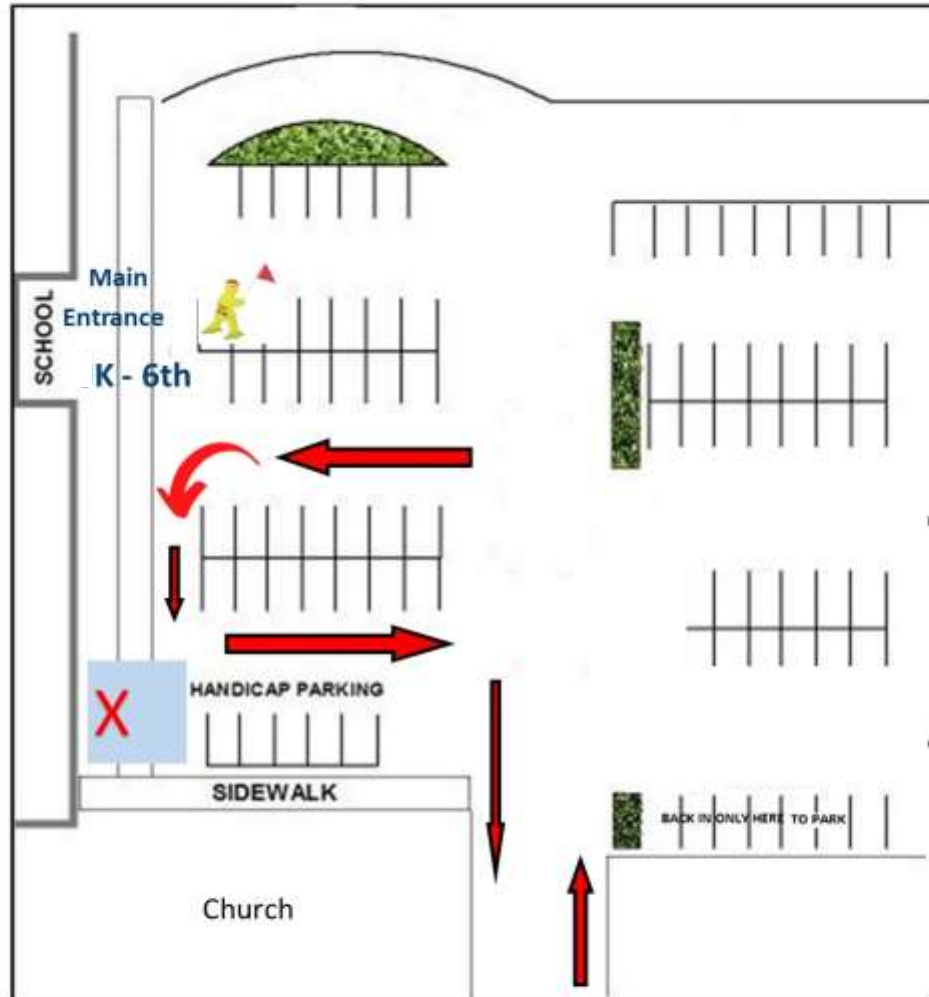 Main
Entrance
SCHOOL
K - 6th
X
HANDICAP PARKING
SIDEWALK
BACK IN ONLY HERE TO PARK
Church